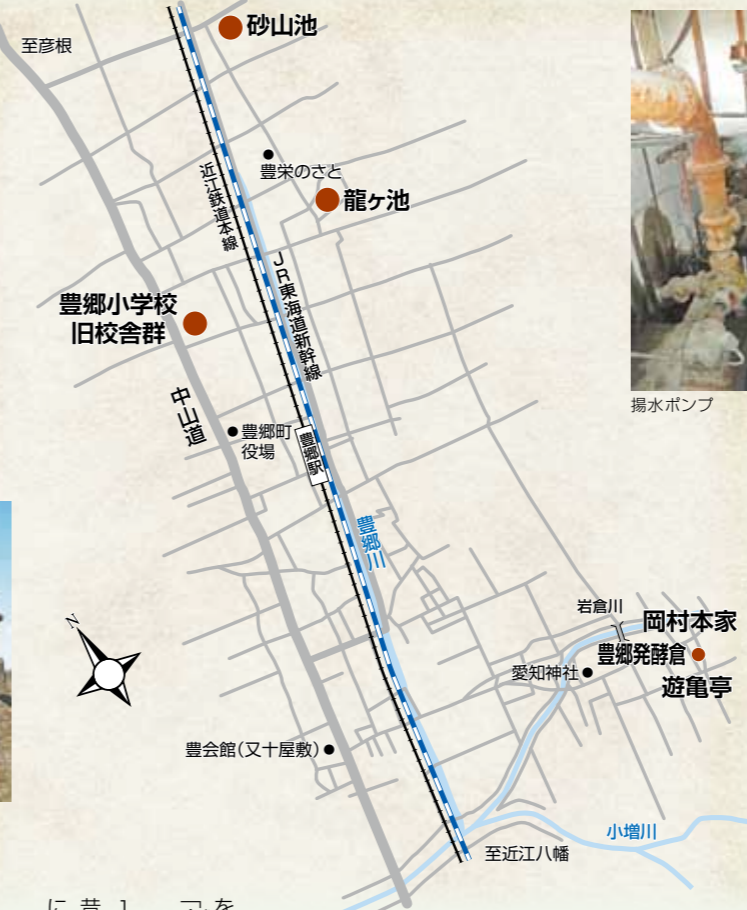 至彦根
砂山池
豊栄のさと
龍ヶ池
近江鉄道本線
JR東海道新幹線
豊郷小学校
旧校舎群
揚水ポンプ
中山道
豊郷町
役場
豊郷駅
豊郷川
N
岩倉川
岡村本家
豊郷発酵倉
愛知神社
遊亀亭
豊会館(又十屋敷)
小増川
至近江八幡
を